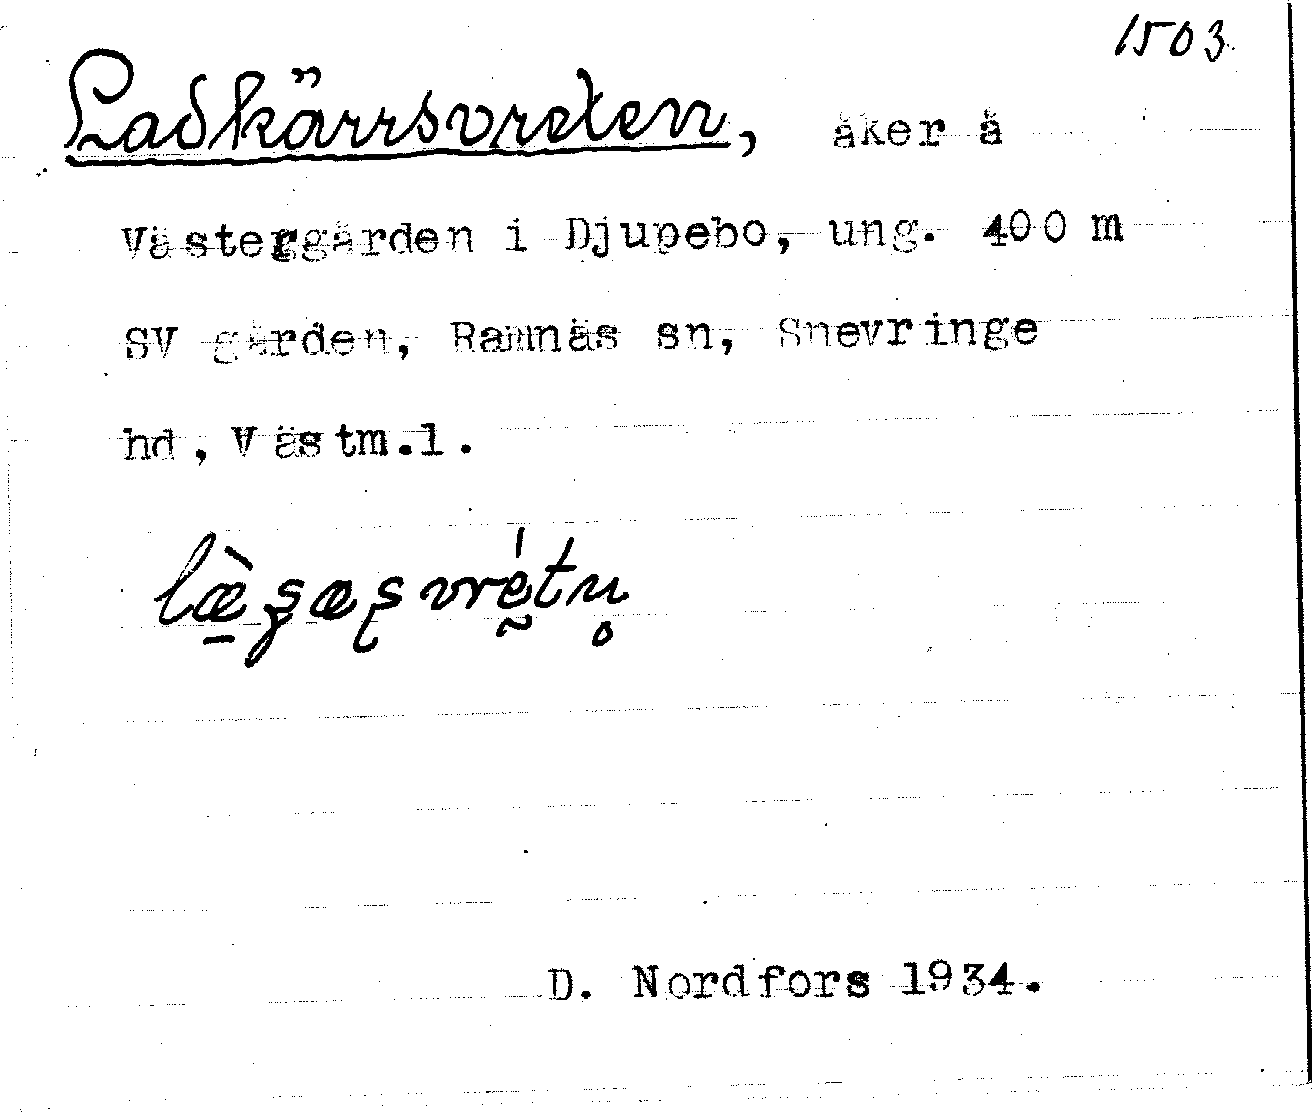 1503
Ladkärrsvreten, åker å
Västergården i Djupebo, ung. 400 m
SV gården, Ramnäs sn, Snevringe
hd, Västm.l.
D. Nordfors 1934.